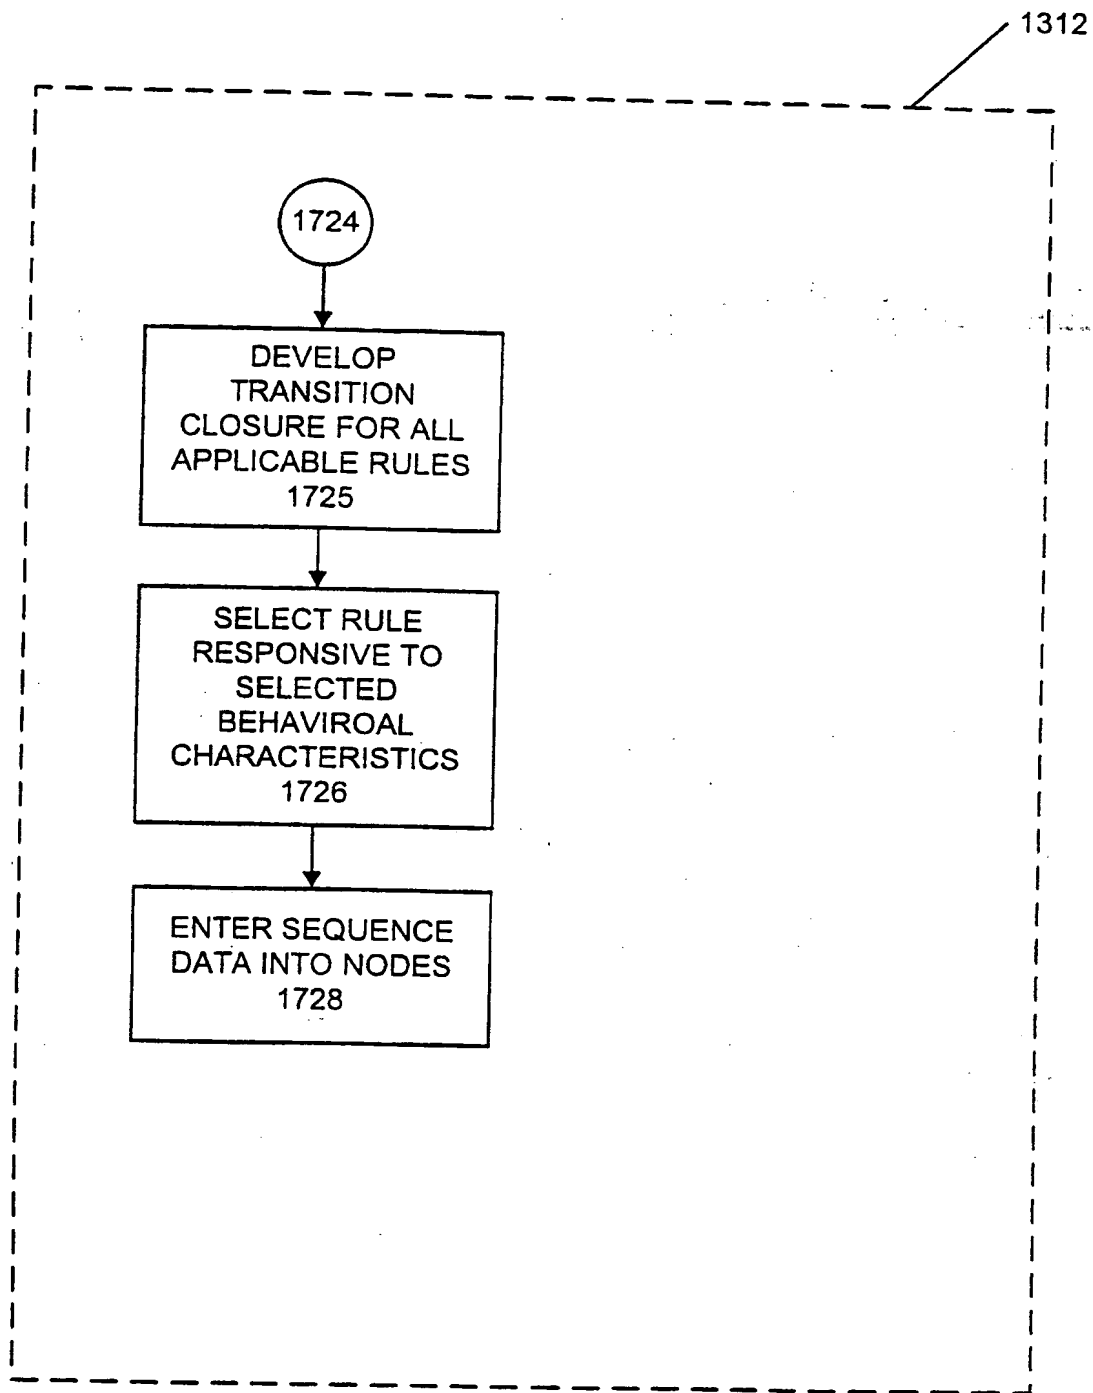 1312
1724
DEVELOP
TRANSITION
CLOSURE FOR ALL
APPLICABLE RULES
1725
SELECT RULE
RESPONSIVE TO
SELECTED
BEHAVIROAL
CHARACTERISTICS
1726
ENTER SEQUENCE
DATA INTO NODES
1728